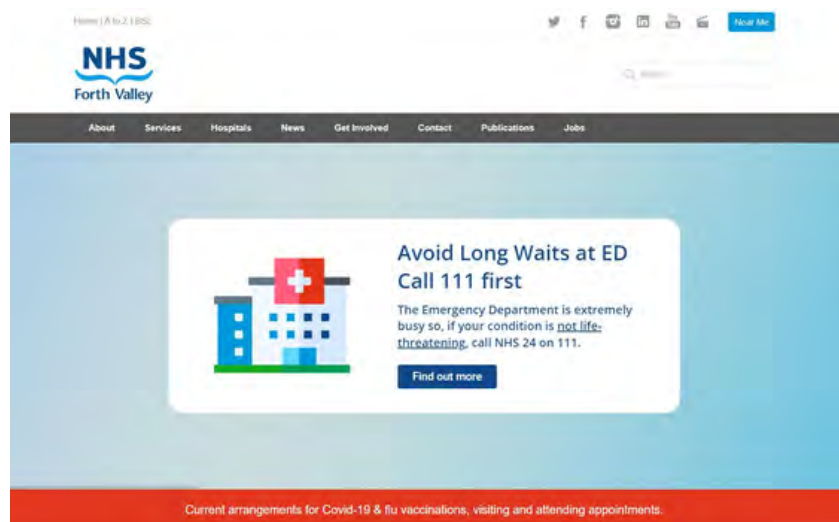 Home | A to Z | BSL
Near Me
NHS
Forth Valley
Search
About Services Hospitals News Get Involved Contact Publications Jobs
Avoid Long Waits at ED
Call 111 first
The Emergency Department is extremely
busy so, if your condition is not life-
threatening, call NHS 24 on 111.
Find out more
Current arrangements for Covid-19 & flu vaccinations, visiting and attending appointments.